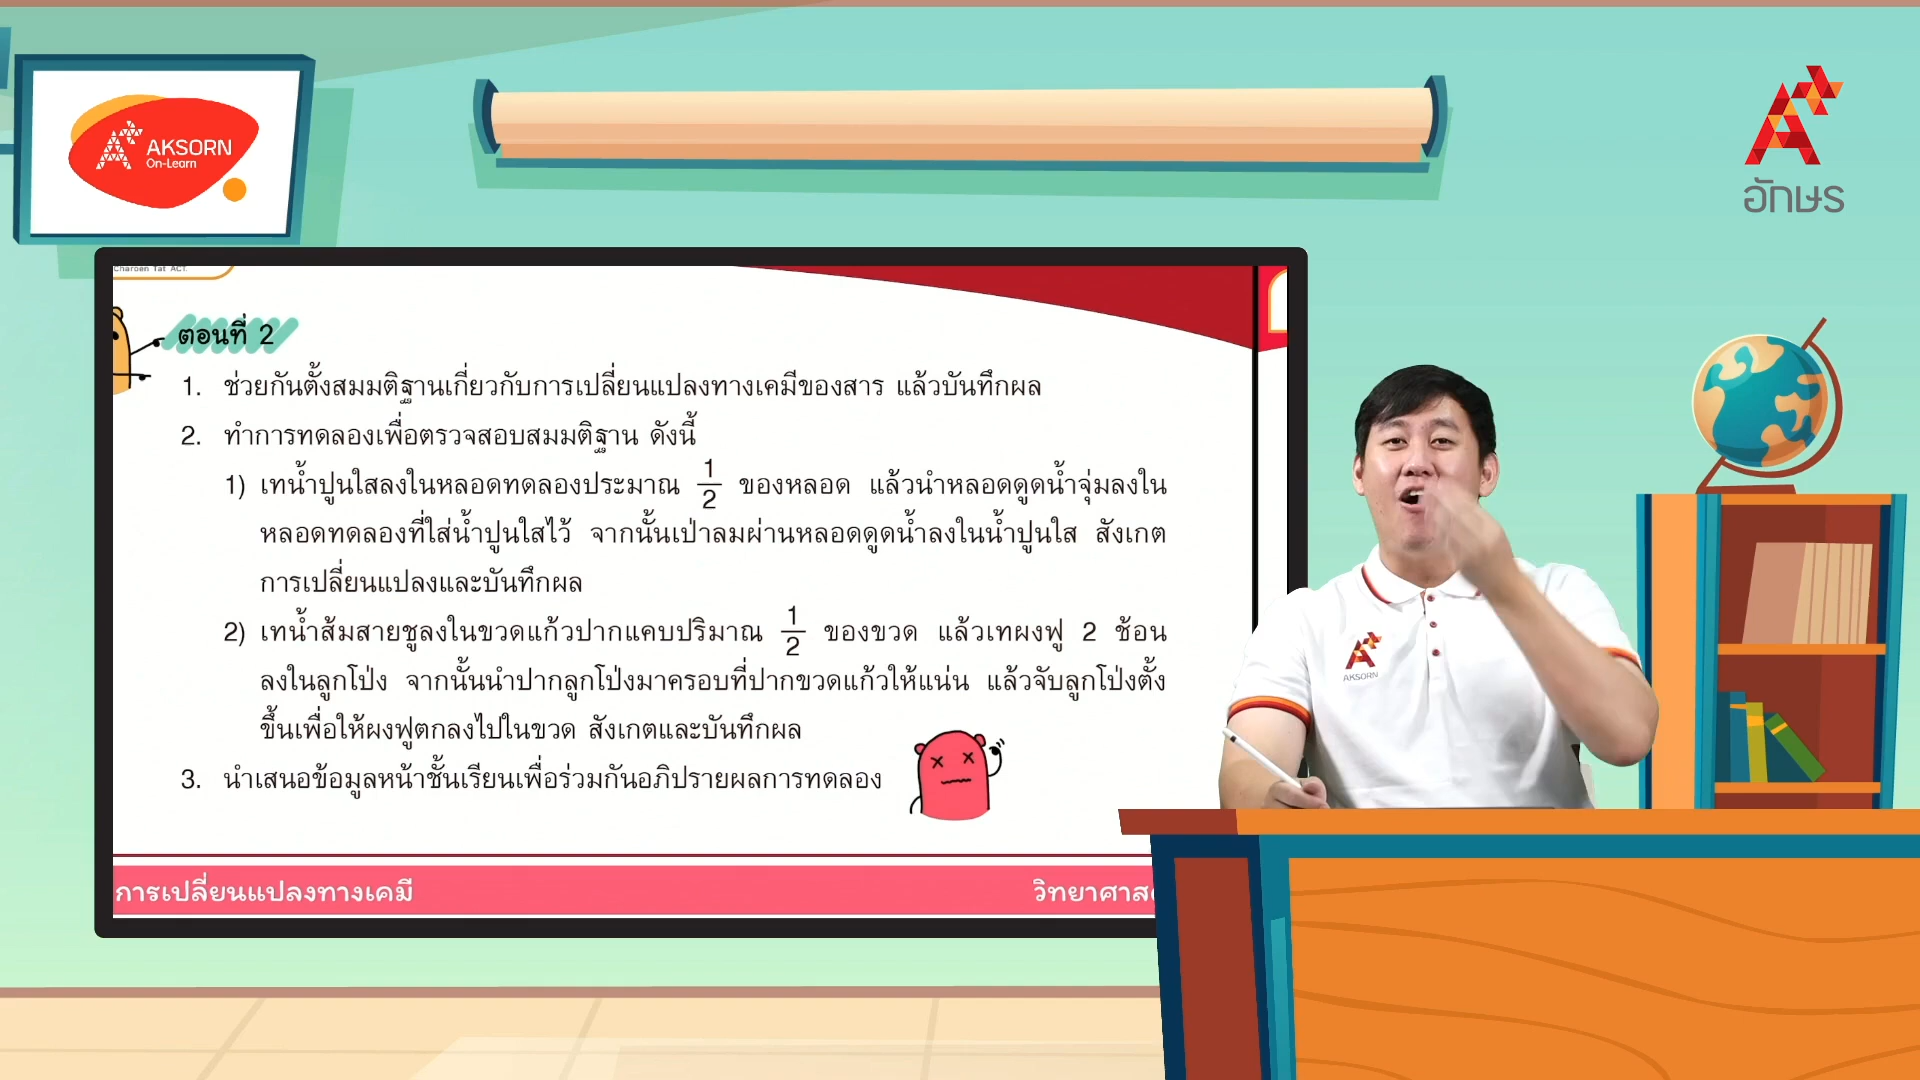 AKSORN
On-Learn
อักษร
Charoen Tat ACT.
ตอนที่ 2
1. ช่วยกันตั้งสมมติฐานเกี่ยวกับการเปลี่ยนแปลงทางเคมีของสาร แล้วบันทึกผล
2. ทำการทดลองเพื่อตรวจสอบสมมติฐาน ดังนี้
1) เทน้ำปูนใสลงในหลอดทดลองประมาณ 1/2 ของหลอด แล้วนำหลอดดูดน้ำจุ่มลงใน
หลอดทดลองที่ใส่น้ำปูนใสไว้ จากนั้นเป่าลมผ่านหลอดดูดน้ำลงในน้ำปูนใส สังเกต
การเปลี่ยนแปลงและบันทึกผล
2) เทน้ำส้มสายชูลงในขวดแก้วปากแคบปริมาณ 1/2 ของขวด แล้วเทผงฟู 2 ช้อน
ลงในลูกโป่ง จากนั้นนำปากลูกโป่งมาครอบที่ปากขวดแก้วให้แน่น แล้วจับลูกโป่งตั้ง
ขึ้นเพื่อให้ผงฟูตกลงไปในขวด สังเกตและบันทึกผล
3. นำเสนอข้อมูลหน้าชั้นเรียนเพื่อร่วมกันอภิปรายผลการทดลอง
การเปลี่ยนแปลงทางเคมี
วิทยาศาส
AKSORN